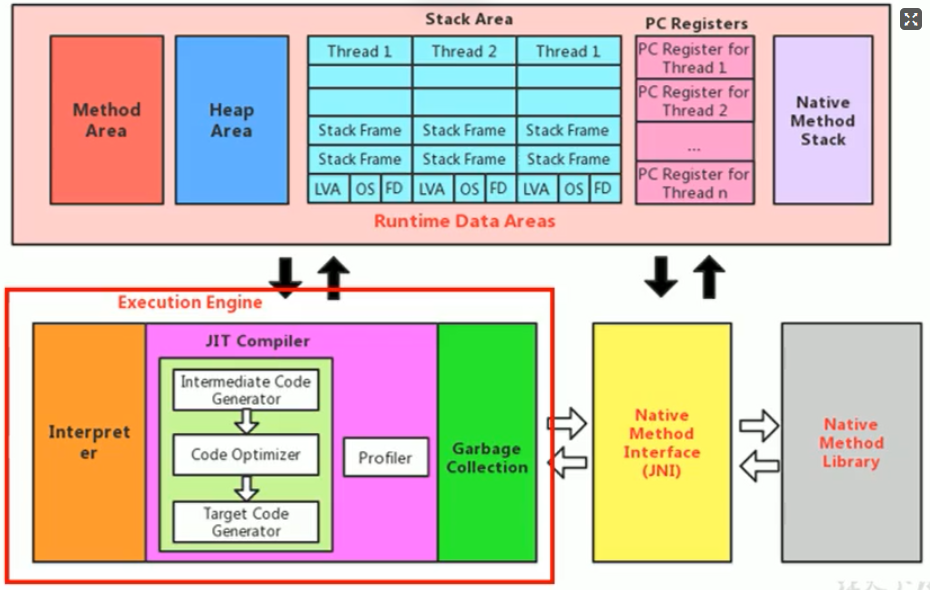 Stack Area
PC Registers
Method
Area
Heap
Area
Thread 1
Thread 2
Thread 1
Stack Frame
Stack Frame
Stack Frame
Stack Frame
Stack Frame
Stack Frame
LVA
OS
FD
LVA
OS
FD
LVA
OS
FD
PC Register for
Thread 1
PC Register for
Thread 2
...
PC Register for
Thread n
Native
Method
Stack
Runtime Data Areas
Execution Engine
Interpret
er
JIT Compiler
Intermediate Code
Generator
Code Optimizer
Target Code
Generator
Profiler
Garbage
Collection
Native
Method
Interface
(JNI)
Native
Method
Library